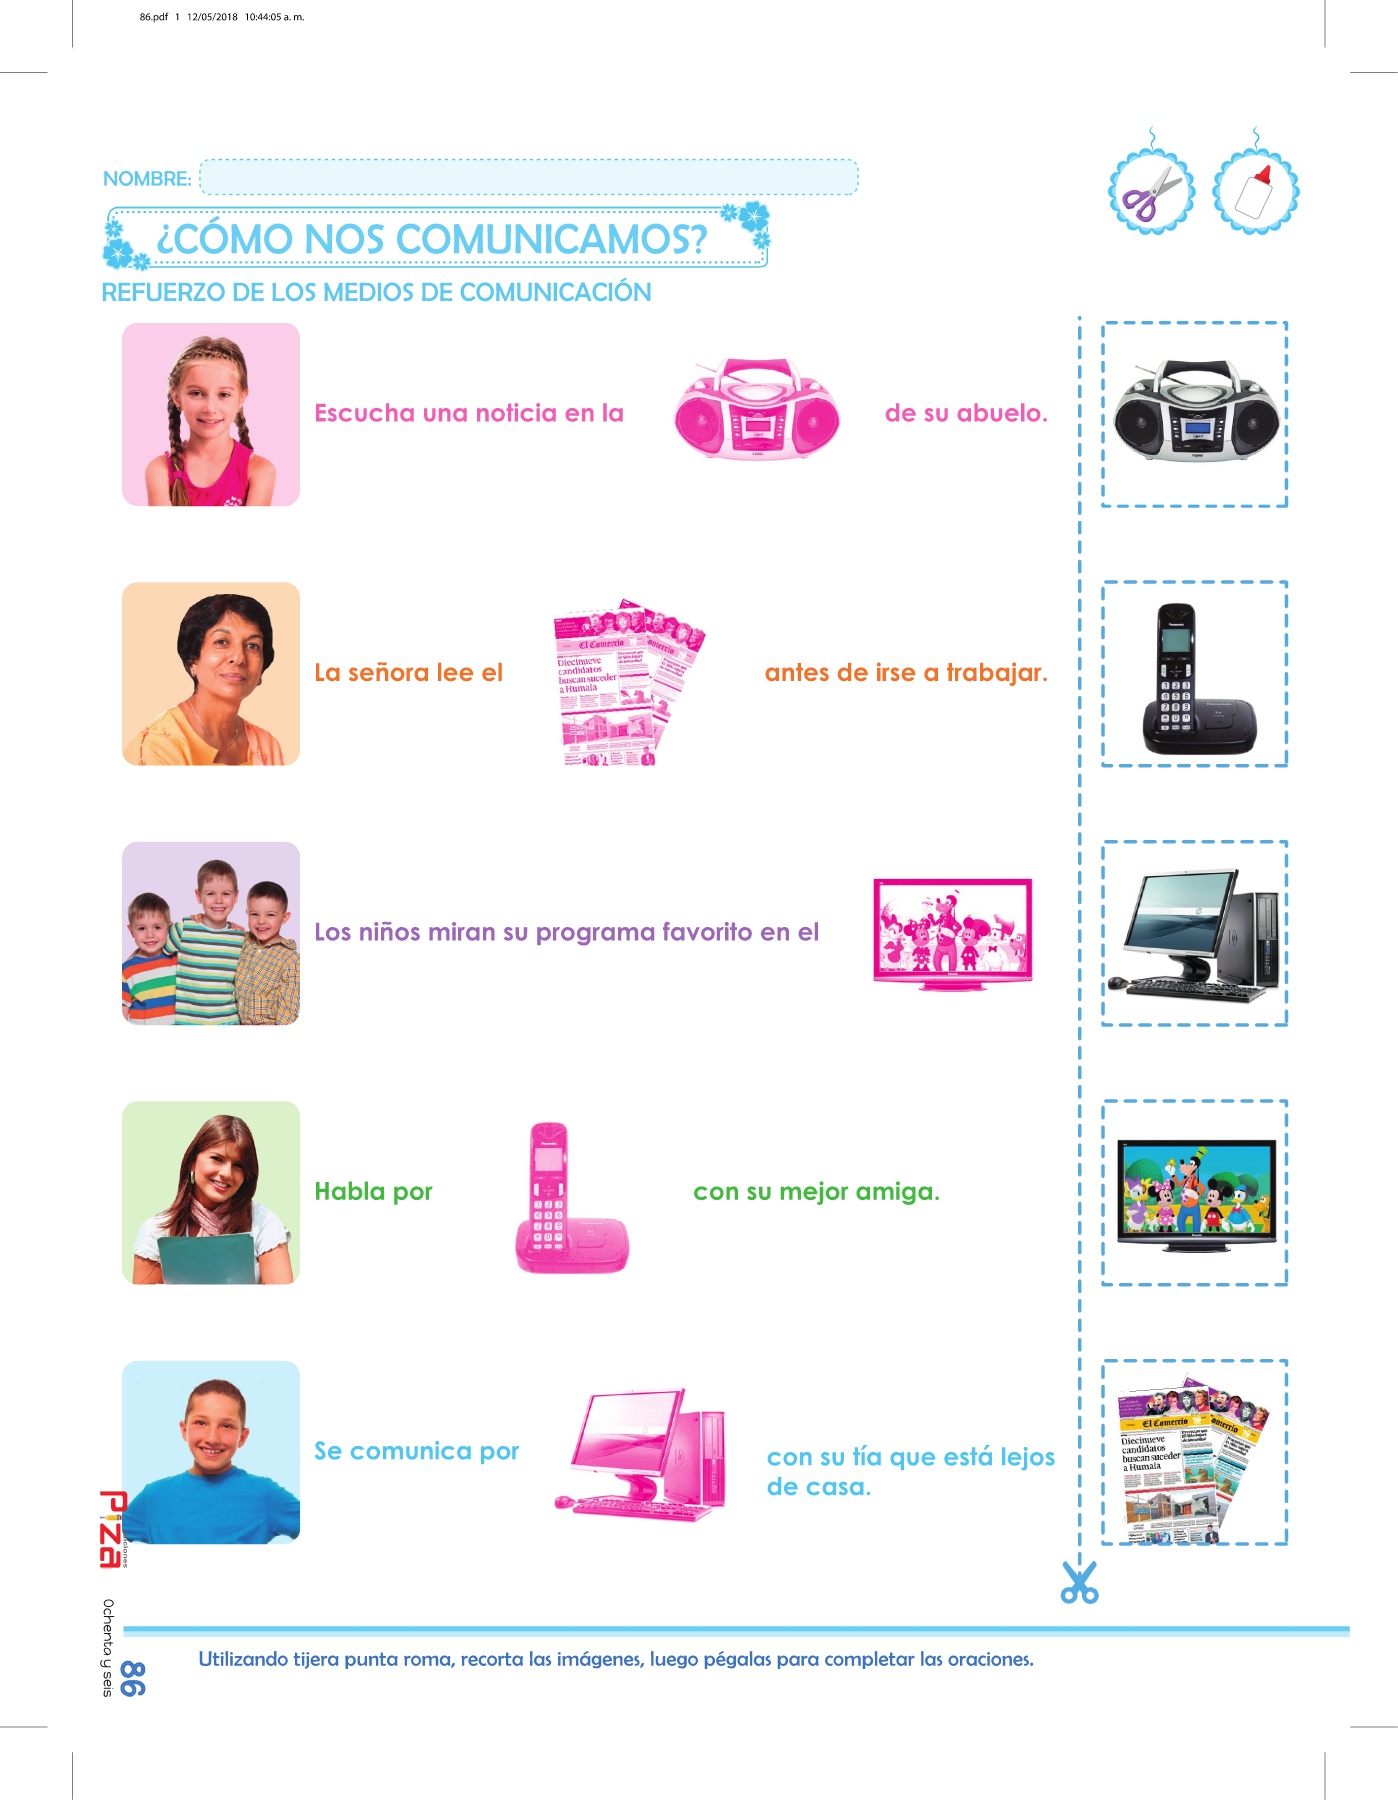 86.pdf 1 12/05/2018 10:44:05 a. m.
NOMBRE:
¿CÓMO NOS COMUNICAMOS?
REFUERZO DE LOS MEDIOS DE COMUNICACIÓN
Escucha una noticia en la de su abuelo.
La señora lee el antes de irse a trabajar.
El Comercio
Diecinueve
candidatos
buscan suceder
a Humala
Los niños miran su programa favorito en el
Habla por con su mejor amiga.
Panasonic
Se comunica por con su tía que está lejos
de casa.
El Comercio
Diecinueve
candidatos
buscan suceder
a Humala
Piza
Ochenta y seis
86
Utilizando tijera punta roma, recorta las imágenes, luego pégalas para completar las oraciones.